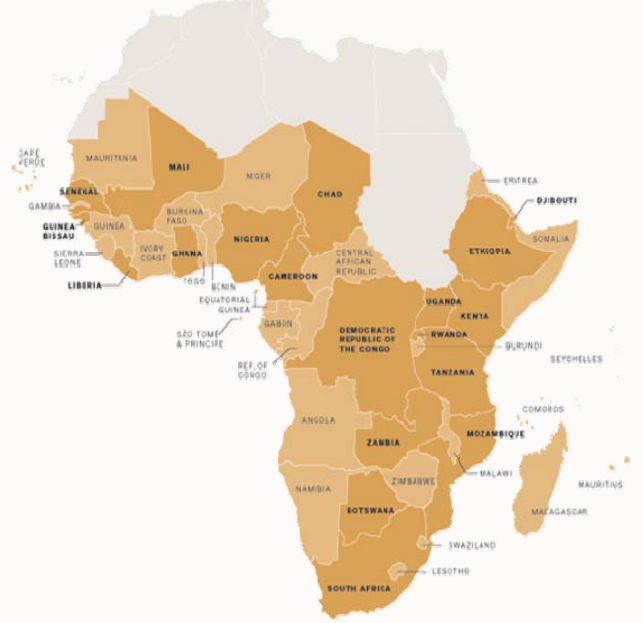 CAPE
VERDE
MAURITANIA
MALI
NIGER
CHAD
ERITREA
SENEGAL
DJIBOUTI
GAMBIA
BURKINA
FASO
GUINEA
BISSAU
GUINEA
NIGERIA
SOMALIA
IVORY
COAST
GHANA
ETHIOPIA
SIERRA
LEONE
CENTRAL
AFRICAN
REPUBLIC
CAMEROON
LIBERIA
TOGO
BENIN
EQUATORIAL
GUINEA
UGANDA
KENYA
GABON
SÃO TOMÉ
& PRINCIPE
DEMOCRATIC
REPUBLIC OF
THE CONGO
RWANDA
BURUNDI
SEYCHELLES
REP. OF
CONGO
TANZANIA
COMOROS
ANGOLA
ZANBIA
MOZAMBIQUE
MALAWI
ZIMBABWE
MAURITIUS
NAMIBIA
BOTSWANA
MADAGASCAR
SWAZILAND
LESOTHO
SOUTH AFRICA